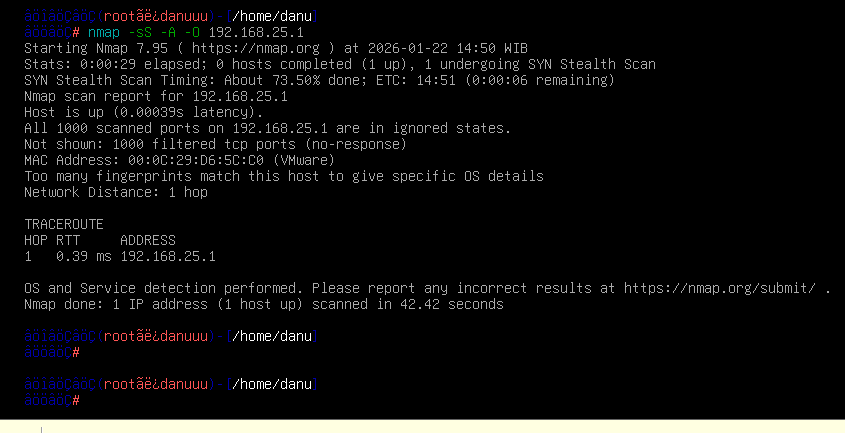 âöîâöÇâöÇ(rootãë¿danuuu)-[/home/danu]
âööâöÇ# nmap -sS -A -O 192.168.25.1
Starting Nmap 7.95 ( https://nmap.org ) at 2026-01-22 14:50 WIB
Stats: 0:00:29 elapsed; 0 hosts completed (1 up), 1 undergoing SYN Stealth Scan
SYN Stealth Scan Timing: About 73.50% done; ETC: 14:51 (0:00:06 remaining)
Nmap scan report for 192.168.25.1
Host is up (0.00039s latency).
All 1000 scanned ports on 192.168.25.1 are in ignored states.
Not shown: 1000 filtered tcp ports (no-response)
MAC Address: 00:0C:29:D6:5C:C0 (VMware)
Too many fingerprints match this host to give specific OS details
Network Distance: 1 hop
TRACEROUTE
HOP RTT     ADDRESS
1   0.39 ms 192.168.25.1
OS and Service detection performed. Please report any incorrect results at https://nmap.org/submit/ .
Nmap done: 1 IP address (1 host up) scanned in 42.42 seconds
âöîâöÇâöÇ(rootãë¿danuuu)-[/home/danu]
âööâöÇ#
âöîâöÇâöÇ(rootãë¿danuuu)-[/home/danu]
âööâöÇ#